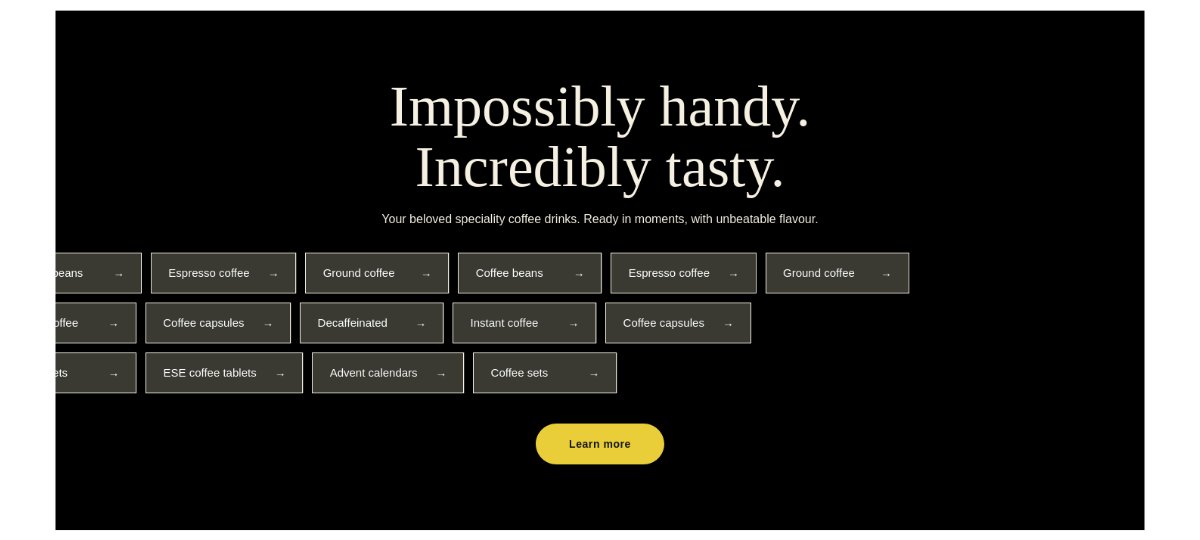 Impossibly handy.
Incredibly tasty.
Your beloved speciality coffee drinks. Ready in moments, with unbeatable flavour.
beans → Espresso coffee → Ground coffee → Coffee beans → Espresso coffee → Ground coffee →
→ Coffee capsules → Decaffeinated → Instant coffee → Coffee capsules →
→ ESE coffee tablets → Advent calendars → Coffee sets →
Learn more